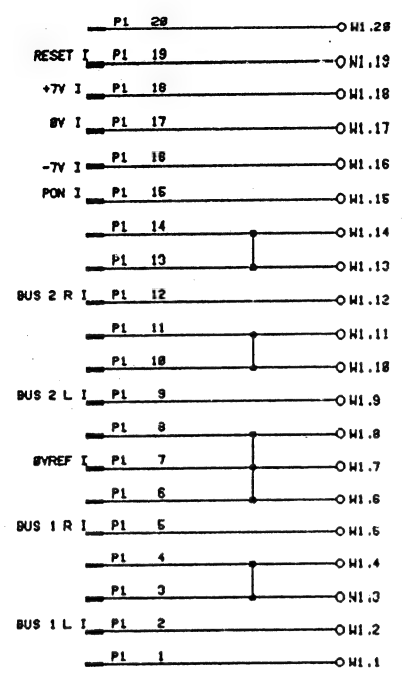 P1 20 W1.20
RESET I P1 19 W1.19
+7V I P1 18 W1.18
0V I P1 17 W1.17
-7V I P1 16 W1.16
PON I P1 15 W1.15
P1 14 W1.14
P1 13 W1.13
BUS 2 R I P1 12 W1.12
P1 11 W1.11
P1 10 W1.10
BUS 2 L I P1 9 W1.9
P1 8 W1.8
0VREF I P1 7 W1.7
P1 6 W1.6
BUS 1 R I P1 5 W1.5
P1 4 W1.4
P1 3 W1.3
BUS 1 L I P1 2 W1.2
P1 1 W1.1